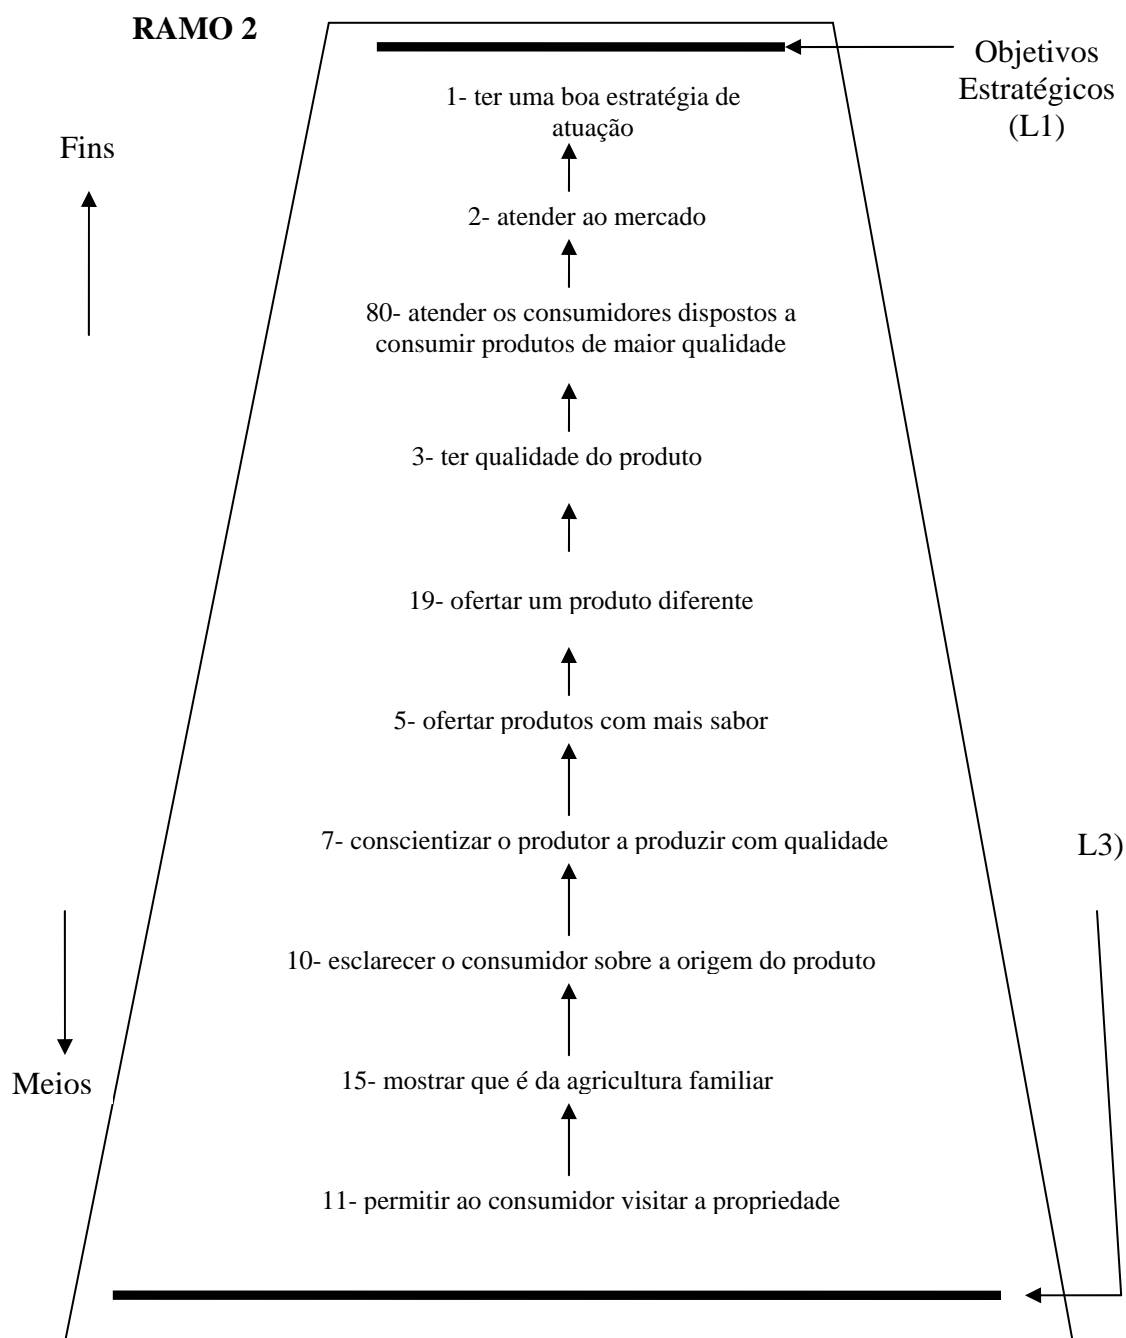 RAMO 2
Objetivos
Estratégicos
(L1)
1- ter uma boa estratégia de
atuação
Fins
2- atender ao mercado
80- atender os consumidores dispostos a
consumir produtos de maior qualidade
3- ter qualidade do produto
19- ofertar um produto diferente
5- ofertar produtos com mais sabor
7- conscientizar o produtor a produzir com qualidade
L3)
10- esclarecer o consumidor sobre a origem do produto
Meios
15- mostrar que é da agricultura familiar
11- permitir ao consumidor visitar a propriedade